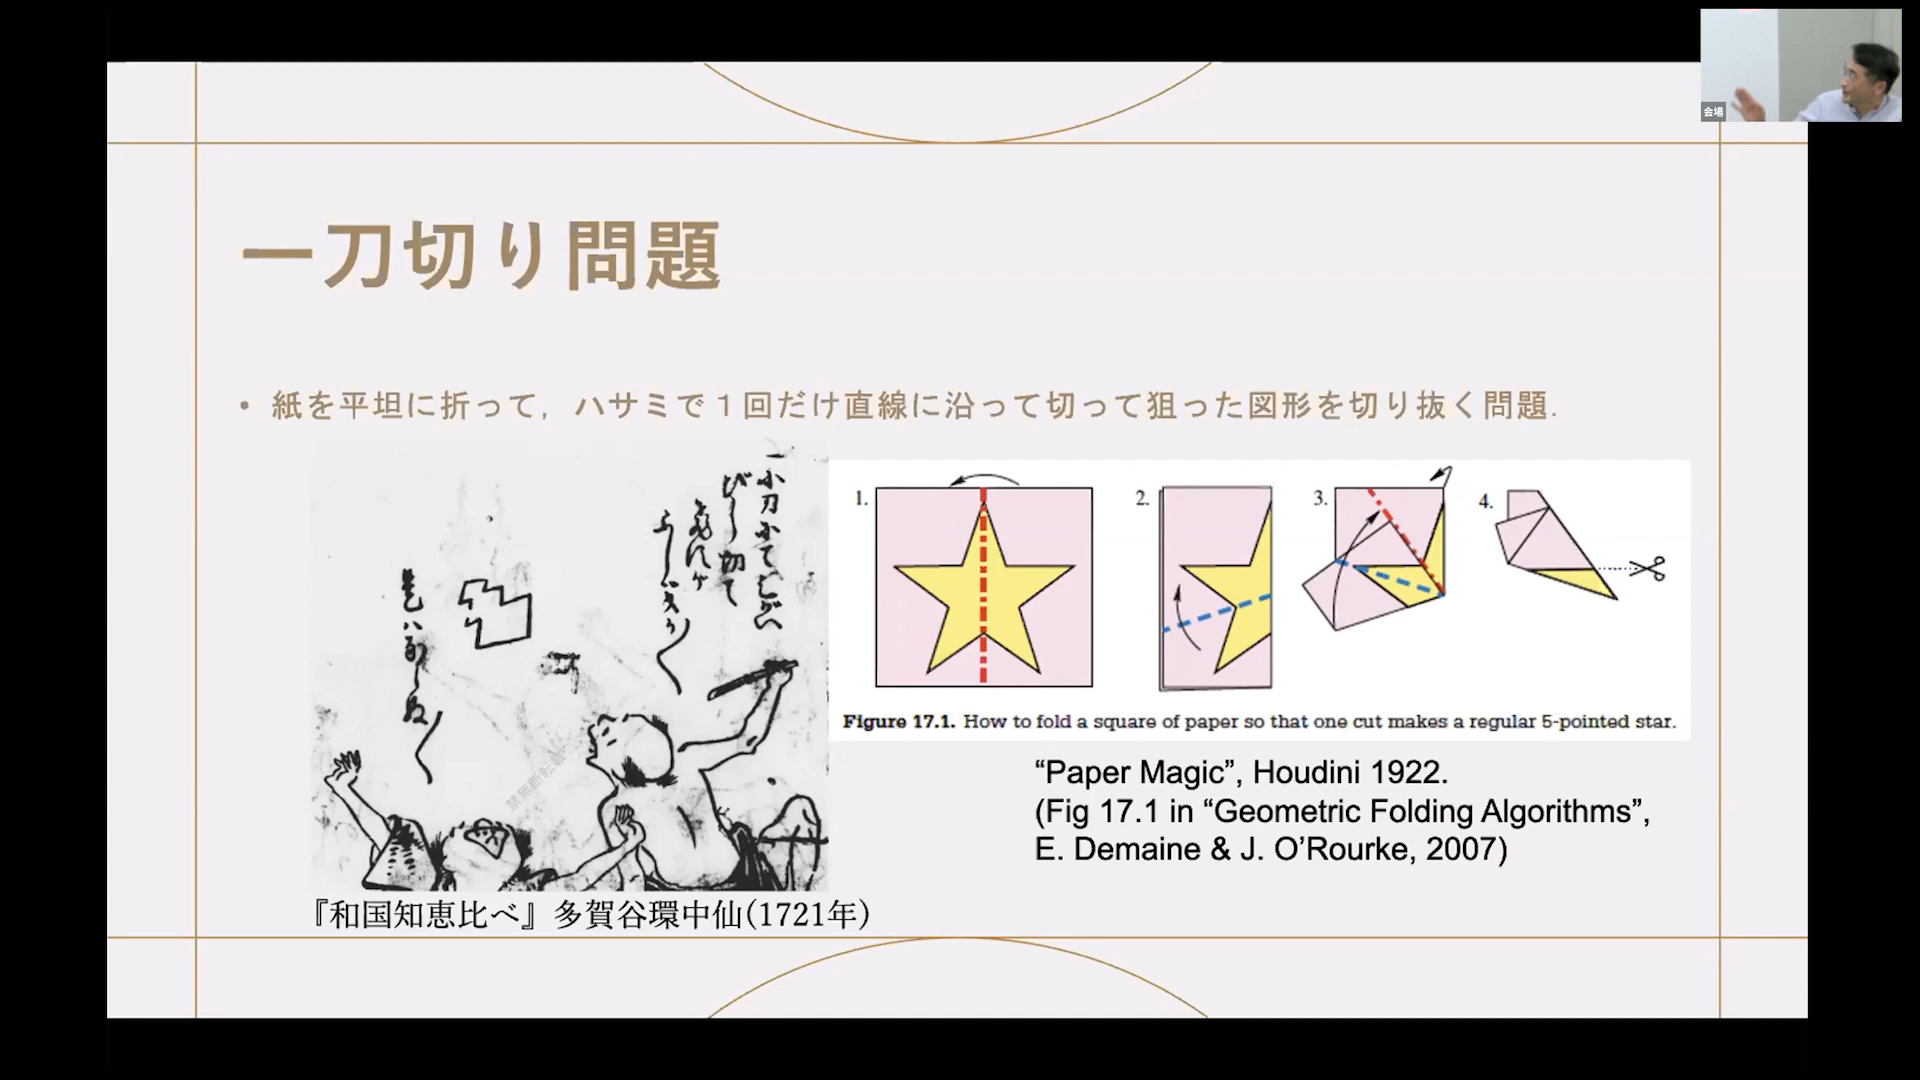 会場
一刀切り問題
• 紙を平坦に折って，ハサミで１回だけ直線に沿って切って狙った図形を切り抜く問題.
1.
2.
3.
4.
Figure 17.1. How to fold a square of paper so that one cut makes a regular 5-pointed star.
“Paper Magic”, Houdini 1922.
(Fig 17.1 in “Geometric Folding Algorithms”,
E. Demaine & J. O’Rourke, 2007)
『和国知恵比べ』多賀谷環中仙(1721年)